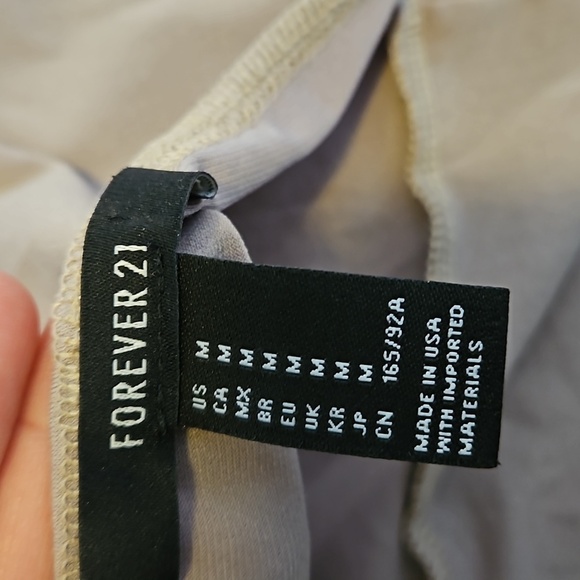 FOREVER 21
US M
CA M
MX M
BR M
EU M
UK M
KR M
JP M
CN 165/92A
MADE IN USA
WITH IMPORTED
MATERIALS